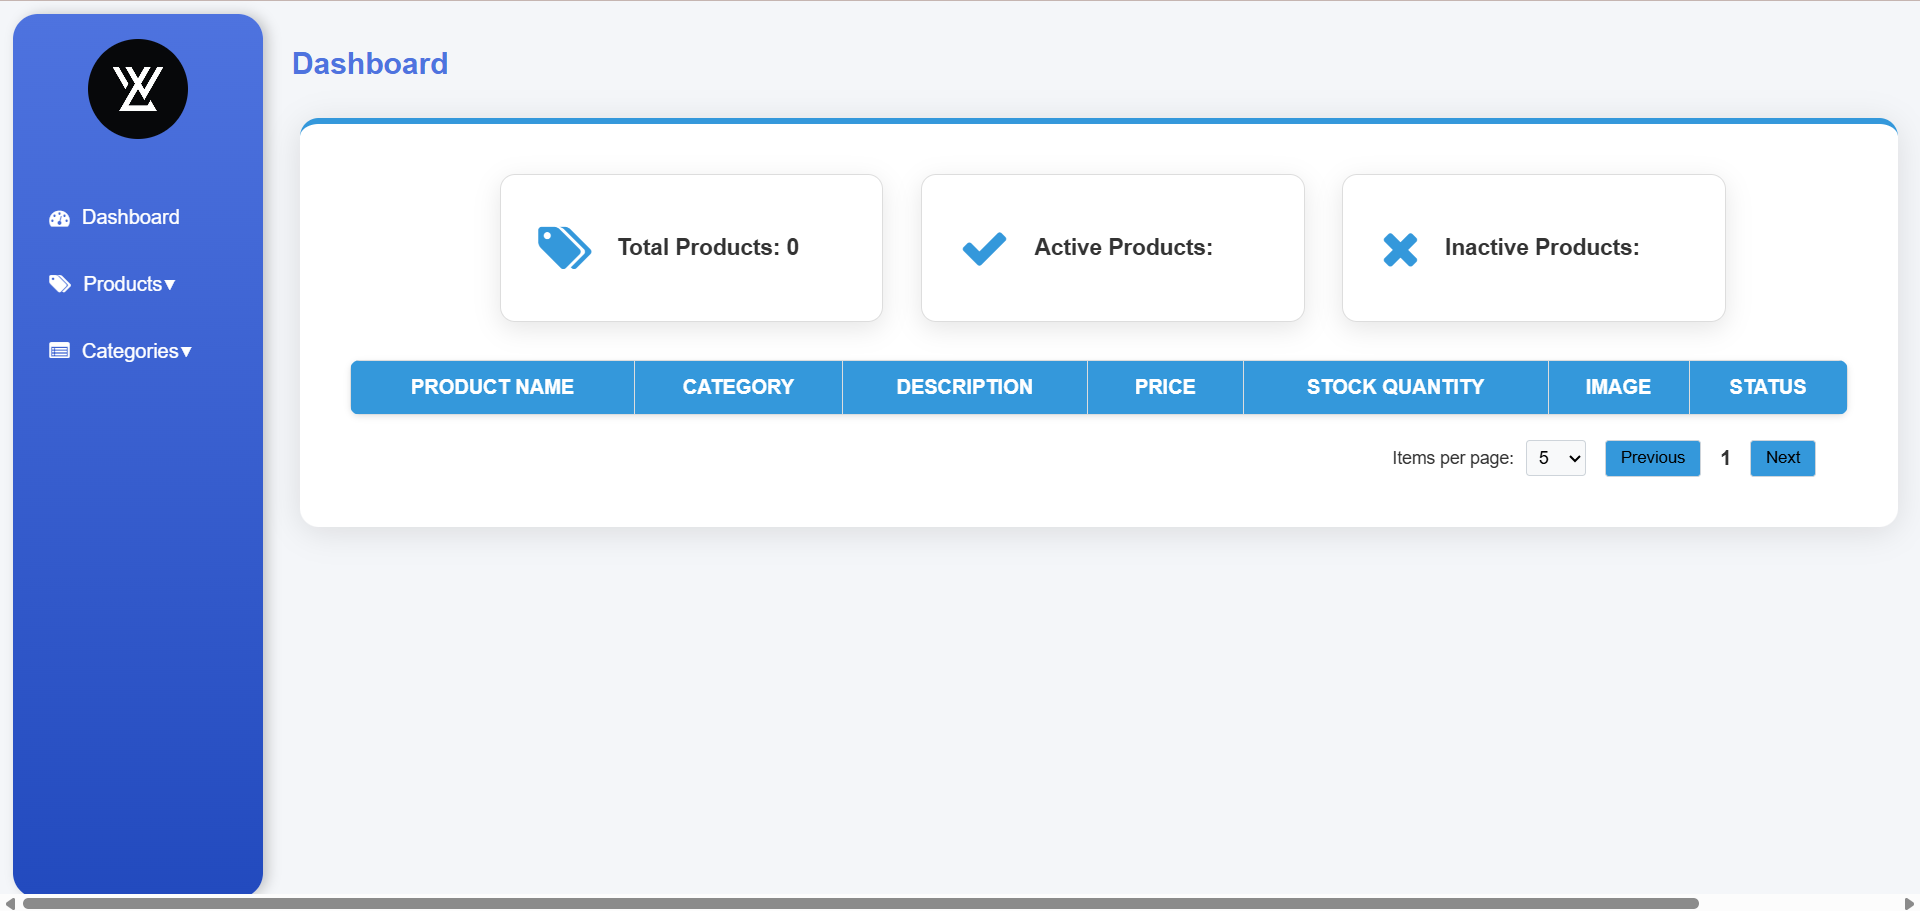 Dashboard
Dashboard
Products▼
Categories▼
Total Products: 0
Active Products:
Inactive Products:
PRODUCT NAME CATEGORY DESCRIPTION PRICE STOCK QUANTITY IMAGE STATUS
Items per page: 5 Previous 1 Next